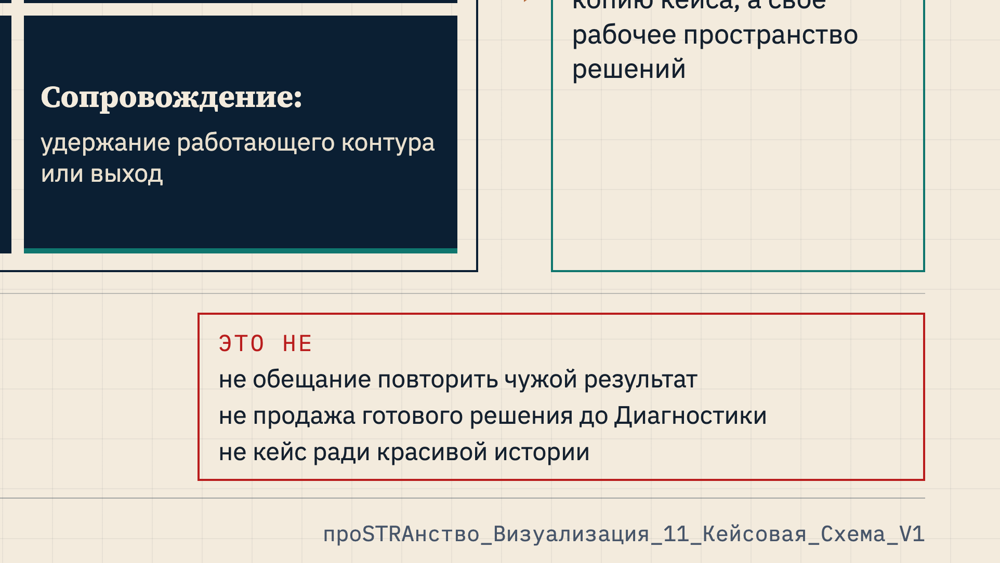 копию кейса, а своё
рабочее пространство
решений
Сопровождение:
удержание работающего контура
или выход
ЭТО НЕ
не обещание повторить чужой результат
не продажа готового решения до Диагностики
не кейс ради красивой истории
проSTRAнство_Визуализация_11_Кейсовая_Схема_V1